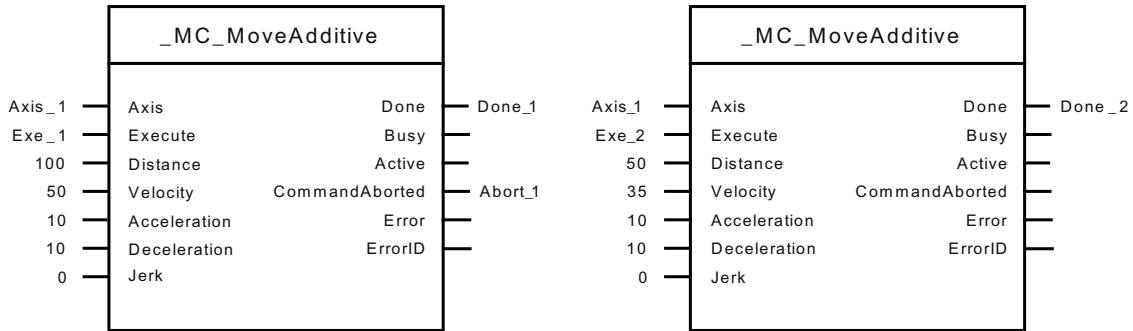 _MC_MoveAdditive
Axis_1 Axis Done Done_1
Exe_1 Execute Busy
100 Distance Active
50 Velocity CommandAborted Abort_1
10 Acceleration Error
10 Deceleration ErrorID
0 Jerk
_MC_MoveAdditive
Axis_1 Axis Done Done_2
Exe_2 Execute Busy
50 Distance Active
35 Velocity CommandAborted
10 Acceleration Error
10 Deceleration ErrorID
0 Jerk